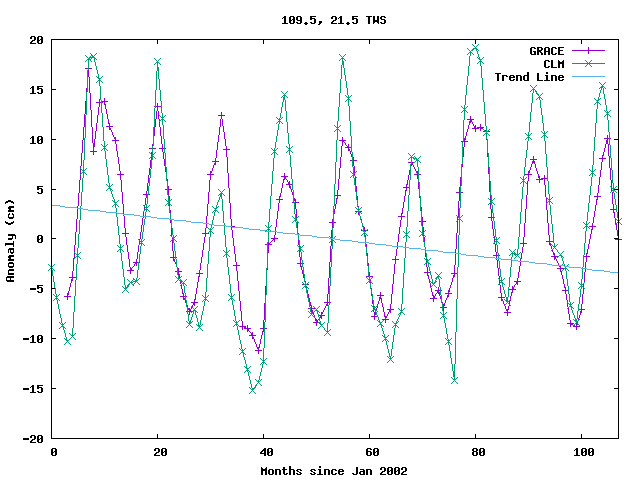 109.5, 21.5 TWS
GRACE
CLM
Trend Line
20
15
10
5
0
-5
-10
-15
-20
Anomaly (cm)
0 20 40 60 80 100
Months since Jan 2002